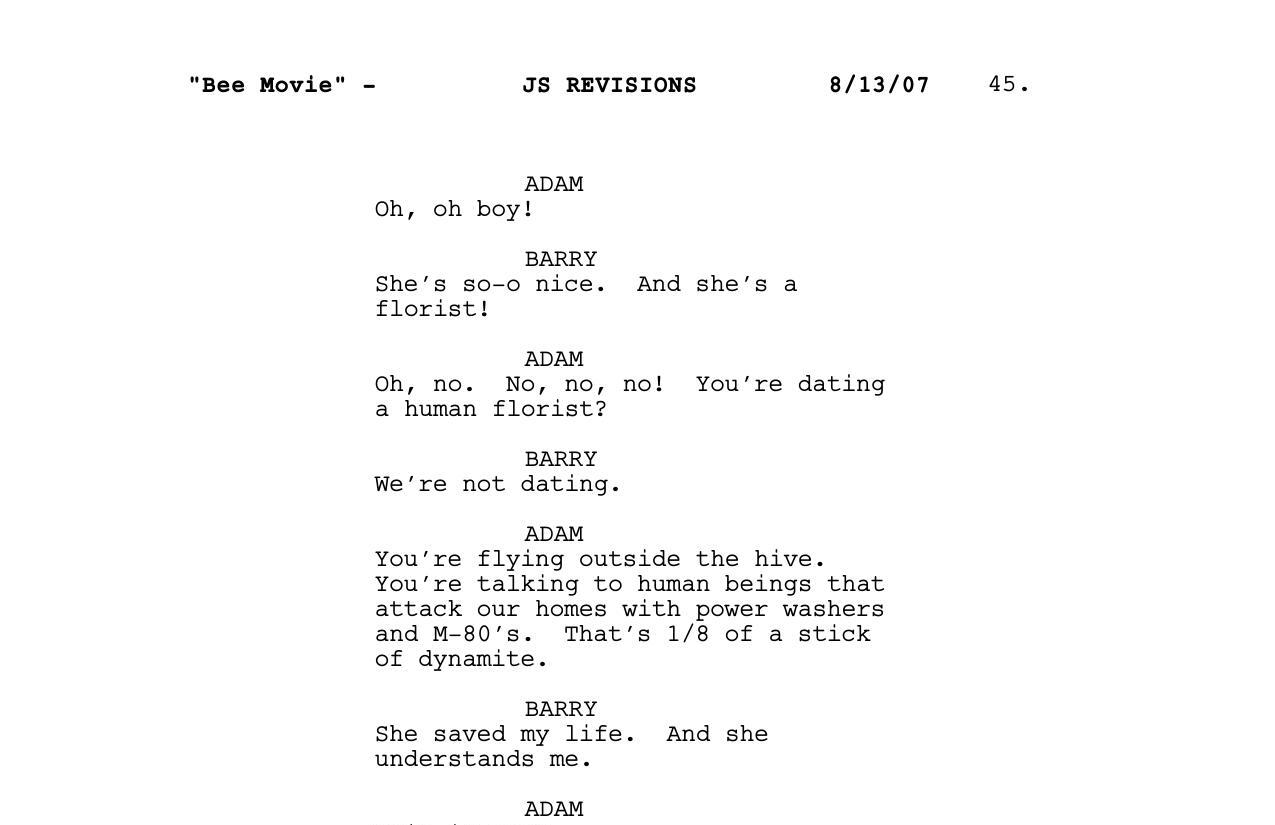 "Bee Movie" - JS REVISIONS 8/13/07 45.
ADAM
Oh, oh boy!
BARRY
She's so-o nice.  And she's a
florist!
ADAM
Oh, no.  No, no, no!  You're dating
a human florist?
BARRY
We're not dating.
ADAM
You're flying outside the hive.
You're talking to human beings that
attack our homes with power washers
and M-80's.  That's 1/8 of a stick
of dynamite.
BARRY
She saved my life.  And she
understands me.
ADAM